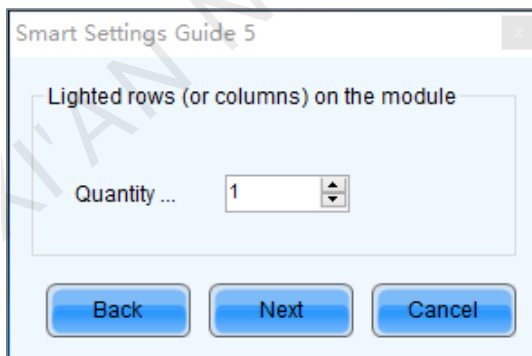 Smart Settings Guide 5
x
Lighted rows (or columns) on the module
Quantity ... 1
Back Next Cancel